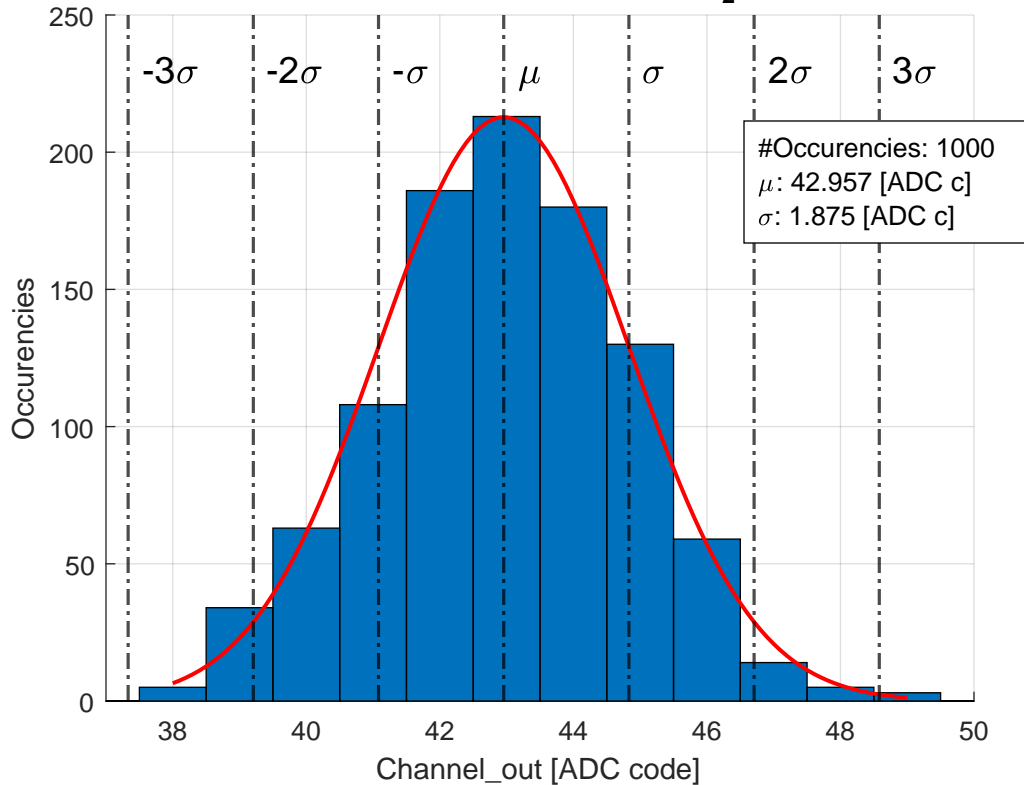 250
200
150
100
50
0
-3σ
-2σ
-σ
μ
σ
2σ
3σ
#Occurencies: 1000
μ: 42.957 [ADC c]
σ: 1.875 [ADC c]
Occurencies
38
40
42
44
46
48
50
Channel_out [ADC code]